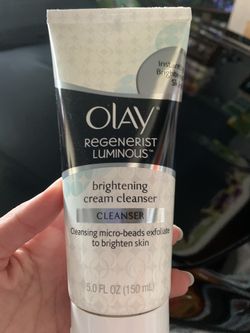 OLAY
REGENERIST
LUMINOUS™
brightening
cream cleanser
CLEANSER
Cleansing micro-beads exfoliate
to brighten skin
5.0 FL OZ (150 mL)